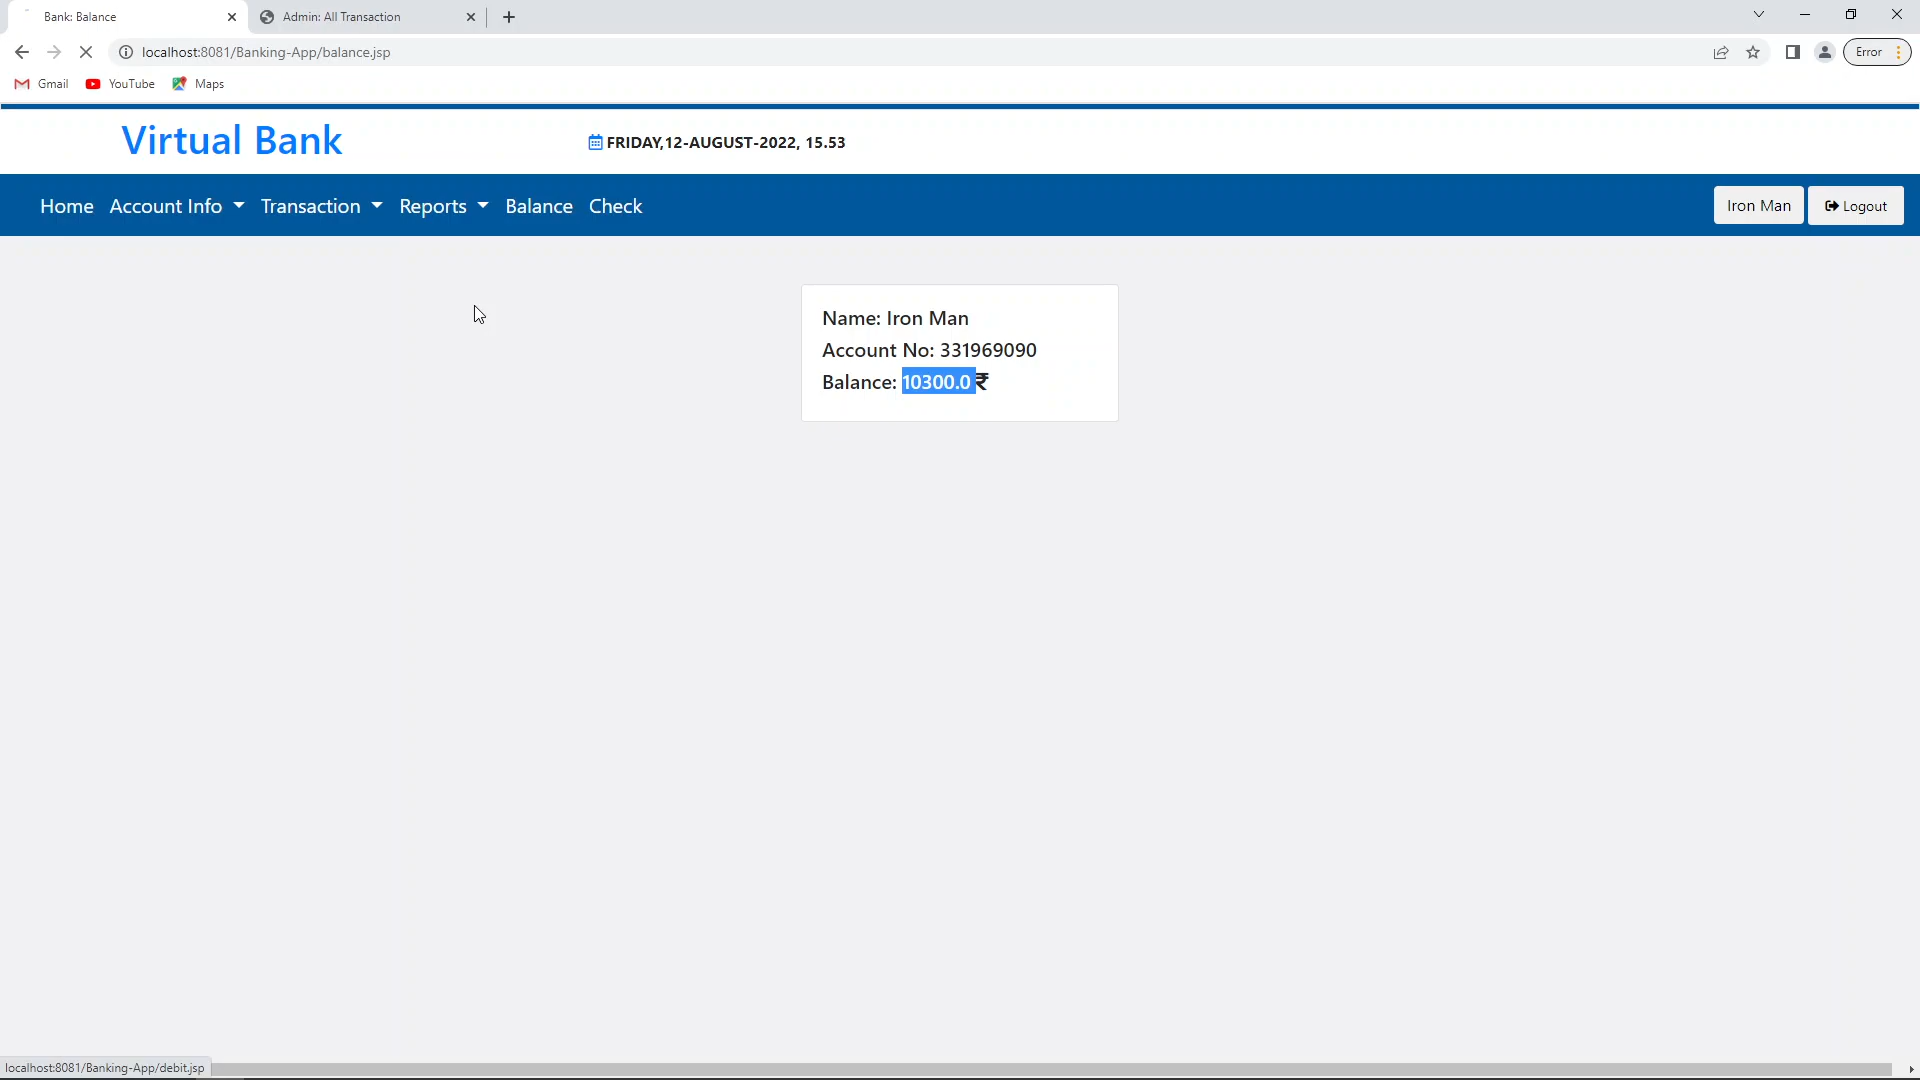 Bank: Balance
Admin: All Transaction
localhost:8081/Banking-App/balance.jsp
Error
Gmail
YouTube
Maps
Virtual Bank
FRIDAY,12-AUGUST-2022, 15.53
Home Account Info Transaction Reports Balance Check
Iron Man
Logout
Name: Iron Man
Account No: 331969090
Balance: 10300.0 ₹
localhost:8081/Banking-App/debit.jsp